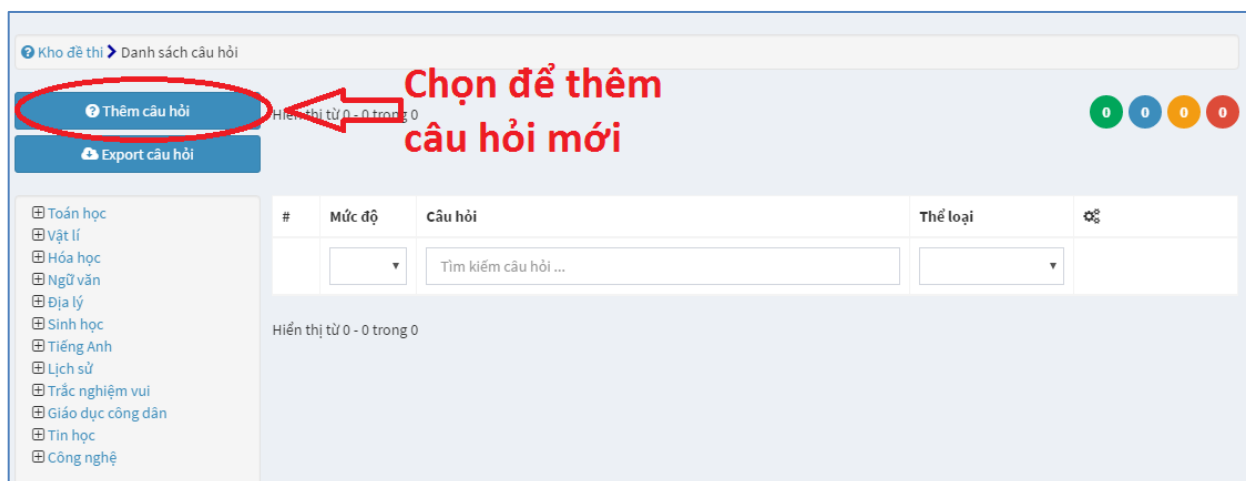 Kho đề thi > Danh sách câu hỏi
Thêm câu hỏi
Chọn để thêm
câu hỏi mới
Hiển thị từ 0 - 0 trong 0
0 0 0 0
Export câu hỏi
Toán học
Vật lí
Hóa học
Ngữ văn
Địa lý
Sinh học
Tiếng Anh
Lịch sử
Trắc nghiệm vui
Giáo dục công dân
Tin học
Công nghệ
# Mức độ Câu hỏi Thể loại
Tìm kiếm câu hỏi ...
Hiển thị từ 0 - 0 trong 0